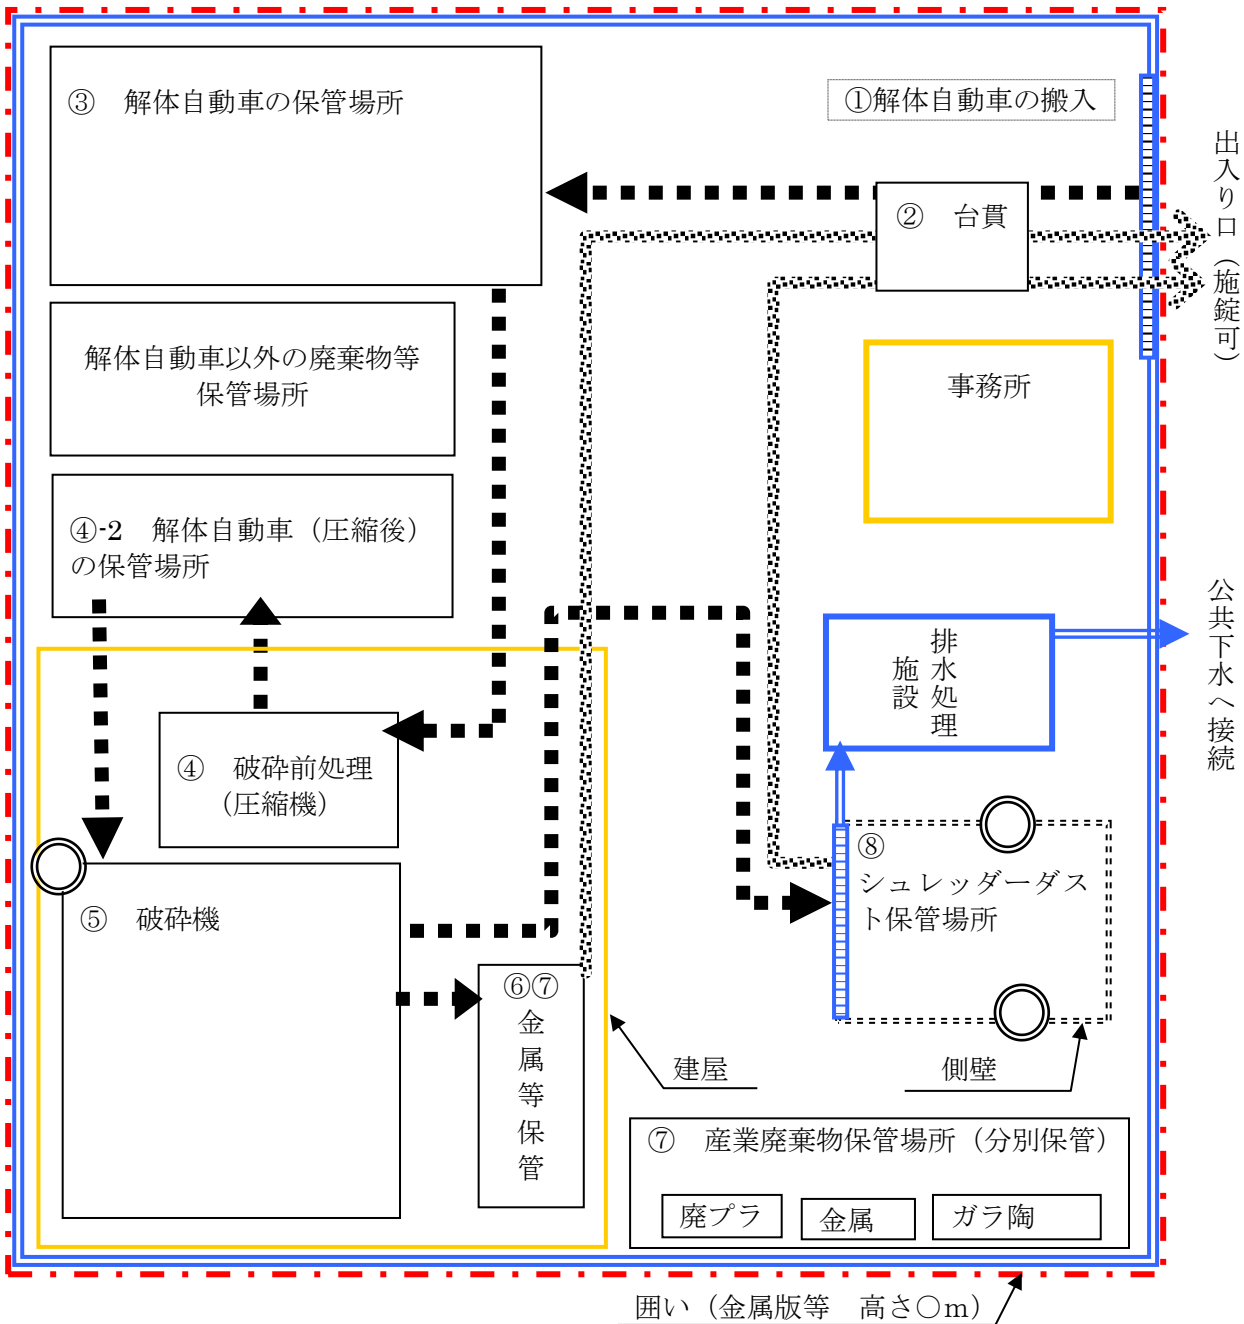 ③　解体自動車の保管場所
①解体自動車の搬入
出入り口（施錠可）
②　台貫
解体自動車以外の廃棄物等
保管場所
事務所
④-2　解体自動車（圧縮後）
の保管場所
公共下水へ接続
排水処理
施設
④　破砕前処理
（圧縮機）
⑧
シュレッダーダス
ト保管場所
⑤　破砕機
⑥⑦
金属等保管
建屋
側壁
⑦　産業廃棄物保管場所（分別保管）
廃プラ
金属
ガラ陶
囲い（金属版等　高さ○ｍ）